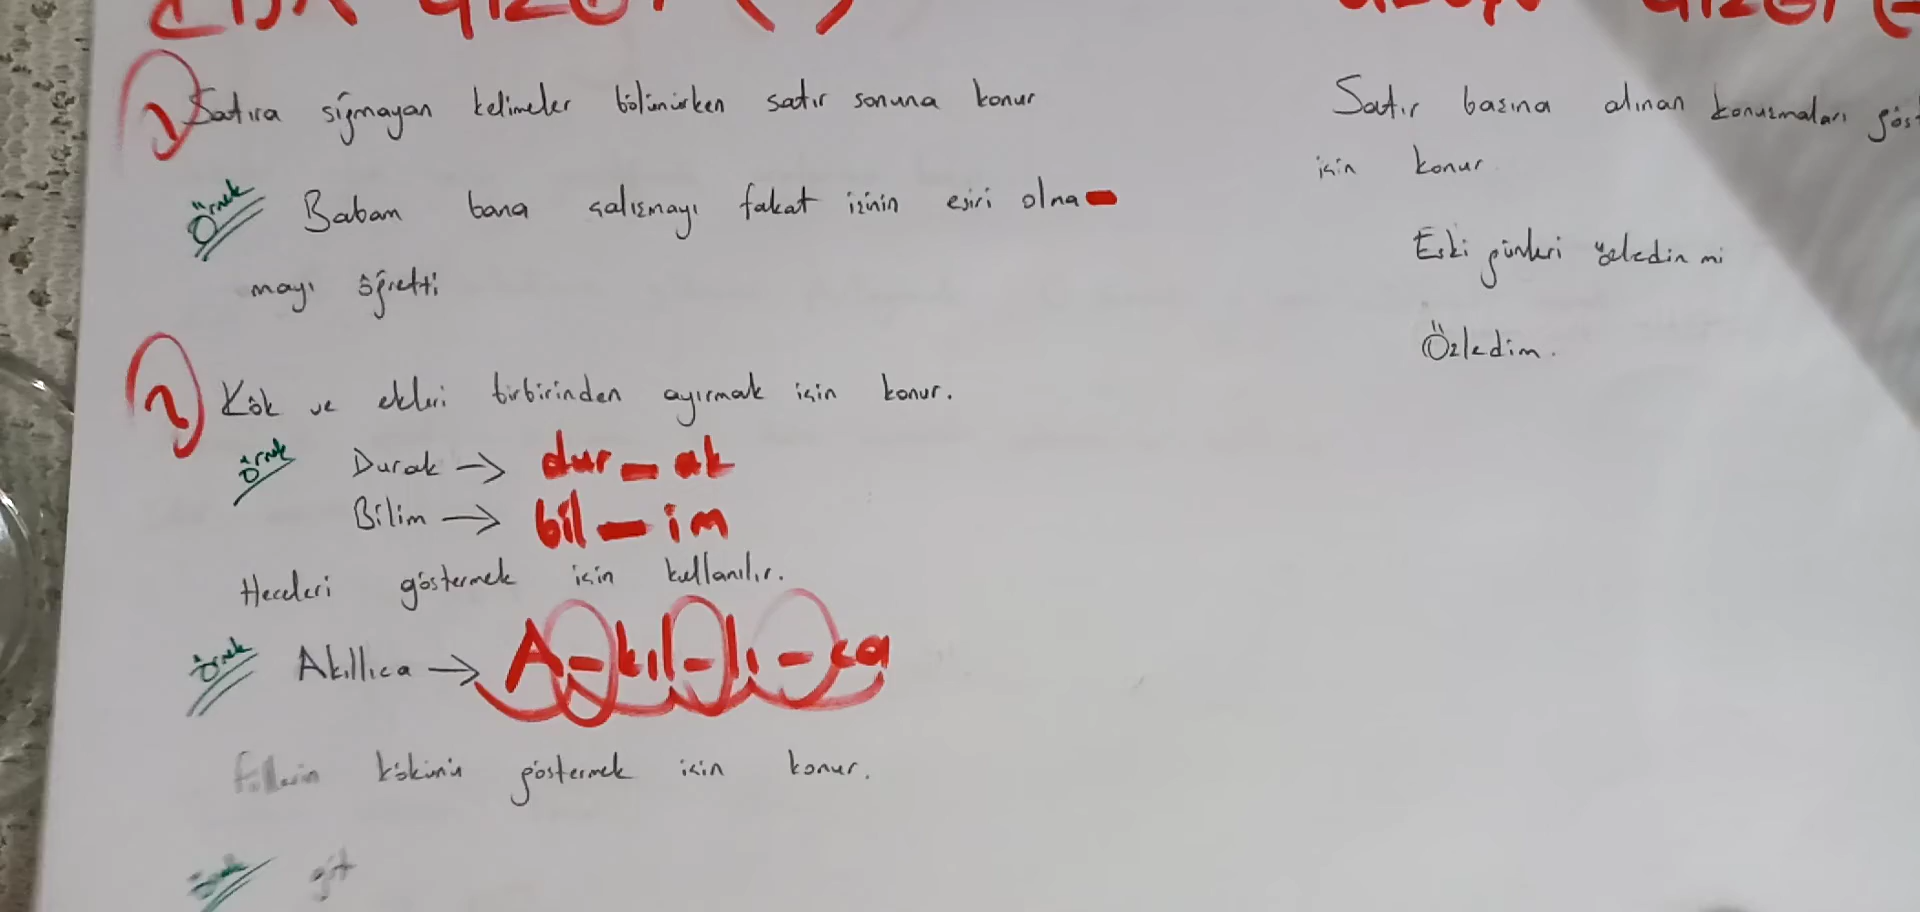 Kısa çizgi (-)
Satıra sığmayan kelimeler bölünürken satır sonuna konur
Örnek Babam bana çalışmayı fakat işinin esiri olma-
mayı öğretti
Kök ve ekleri birbirinden ayırmak için konur.
Örnek Durak → dur - ak
Bilim → bil - im
Heceleri göstermek için kullanılır.
Örnek Akıllıca → A-kıl-lı-ca
Fiillerin kökünü göstermek için konur.
Örnek git
çizgi (-
Satır başına alınan konuşmaları gös
için konur.
Eski günleri özledin mi
Özledim.